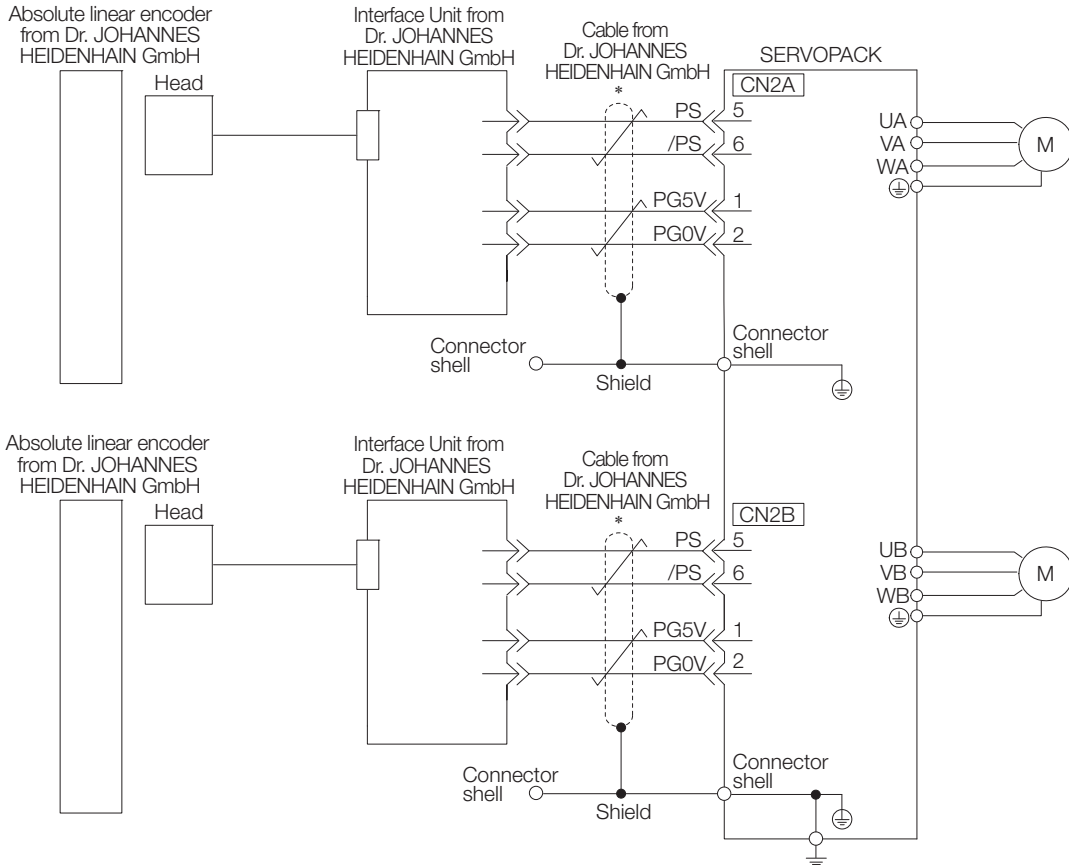 Absolute linear encoder
from Dr. JOHANNES
HEIDENHAIN GmbH
Head
Interface Unit from
Dr. JOHANNES
HEIDENHAIN GmbH
Cable from
Dr. JOHANNES
HEIDENHAIN GmbH
*
SERVOPACK
CN2A
PS 5
/PS 6
PG5V 1
PG0V 2
UA
VA
WA
M
Connector
shell
Shield
Connector
shell
Absolute linear encoder
from Dr. JOHANNES
HEIDENHAIN GmbH
Head
Interface Unit from
Dr. JOHANNES
HEIDENHAIN GmbH
Cable from
Dr. JOHANNES
HEIDENHAIN GmbH
*
CN2B
PS 5
/PS 6
PG5V 1
PG0V 2
UB
VB
WB
M
Connector
shell
Shield
Connector
shell